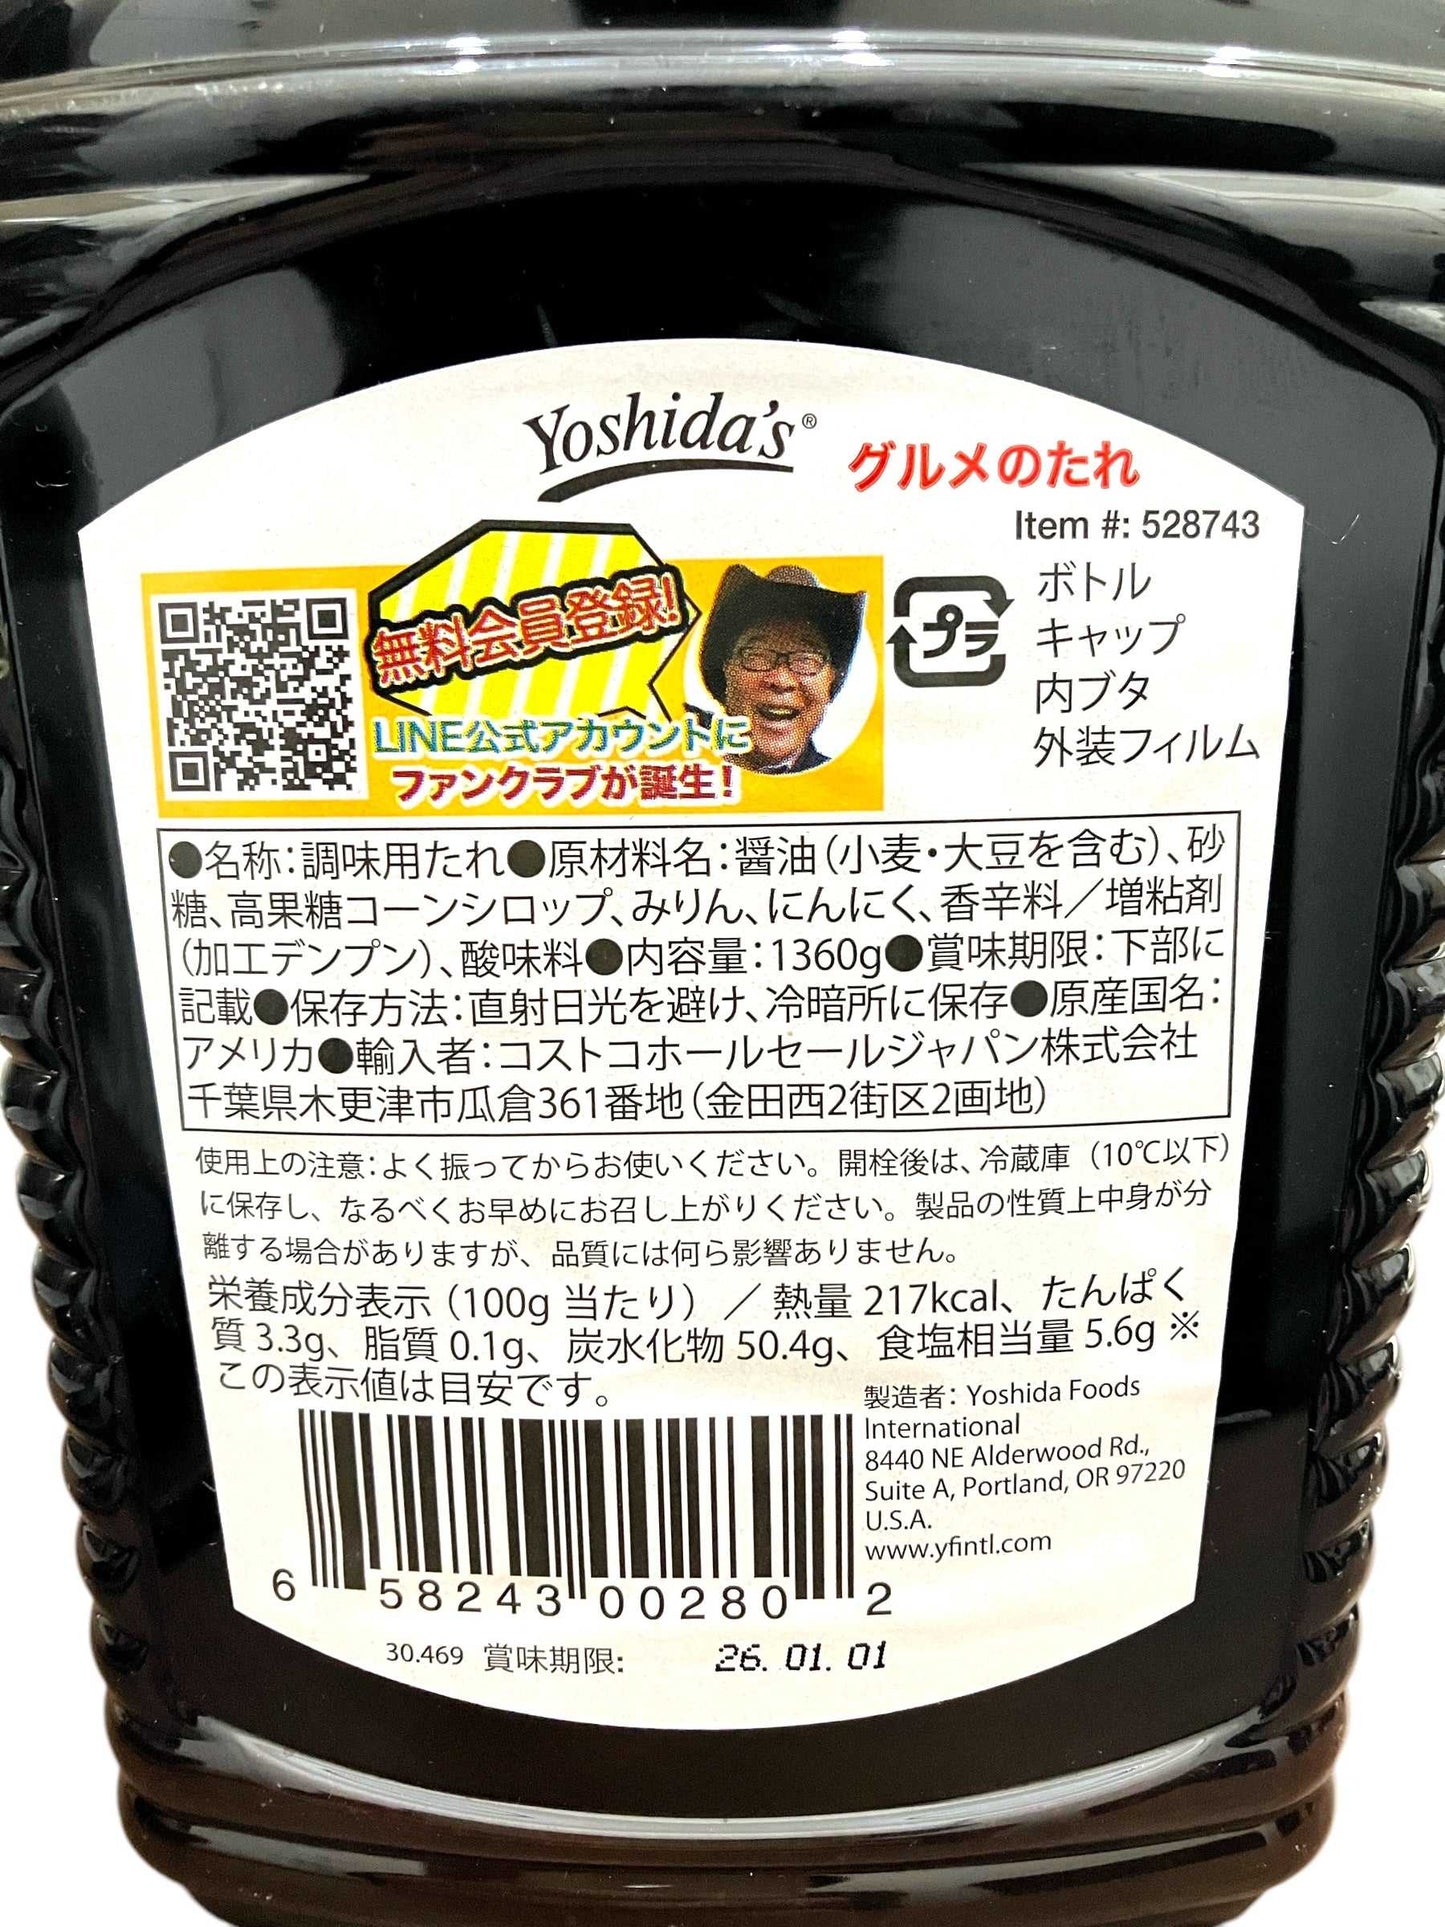 Yoshida's®
グルメのたれ
Item #: 528743
無料会員登録!
LINE公式アカウントに
ファンクラブが誕生!
プラ
ボトル
キャップ
内ブタ
外装フィルム
●名称：調味用たれ●原材料名：醤油（小麦・大豆を含む）、砂
糖、高果糖コーンシロップ、みりん、にんにく、香辛料／増粘剤
（加工デンプン）、酸味料●内容量：1360g●賞味期限：下部に
記載●保存方法：直射日光を避け、冷暗所に保存●原産国名：
アメリカ●輸入者：コストコホールセールジャパン株式会社
千葉県木更津市瓜倉361番地（金田西2街区2画地）
使用上の注意：よく振ってからお使いください。開栓後は、冷蔵庫（10℃以下）
に保存し、なるべくお早めにお召し上がりください。製品の性質上中身が分
離する場合がありますが、品質には何ら影響ありません。
栄養成分表示（100g 当たり）／熱量 217kcal、たんぱく
質 3.3g、脂質 0.1g、炭水化物 50.4g、食塩相当量 5.6g ※
この表示値は目安です。
製造者：Yoshida Foods
International
8440 NE Alderwood Rd.,
Suite A, Portland, OR 97220
U.S.A.
www.yfintl.com
6 58243 00280 2
30.469 賞味期限: 26. 01. 01